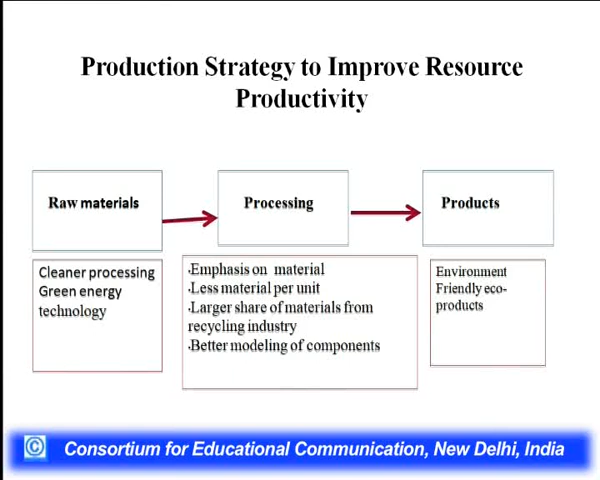 Production Strategy to Improve Resource
Productivity
Raw materials
Processing
Products
Cleaner processing
Green energy
technology
·Emphasis on material
·Less material per unit
·Larger share of materials from
recycling industry
·Better modeling of components
Environment
Friendly eco-
products
© Consortium for Educational Communication, New Delhi, India